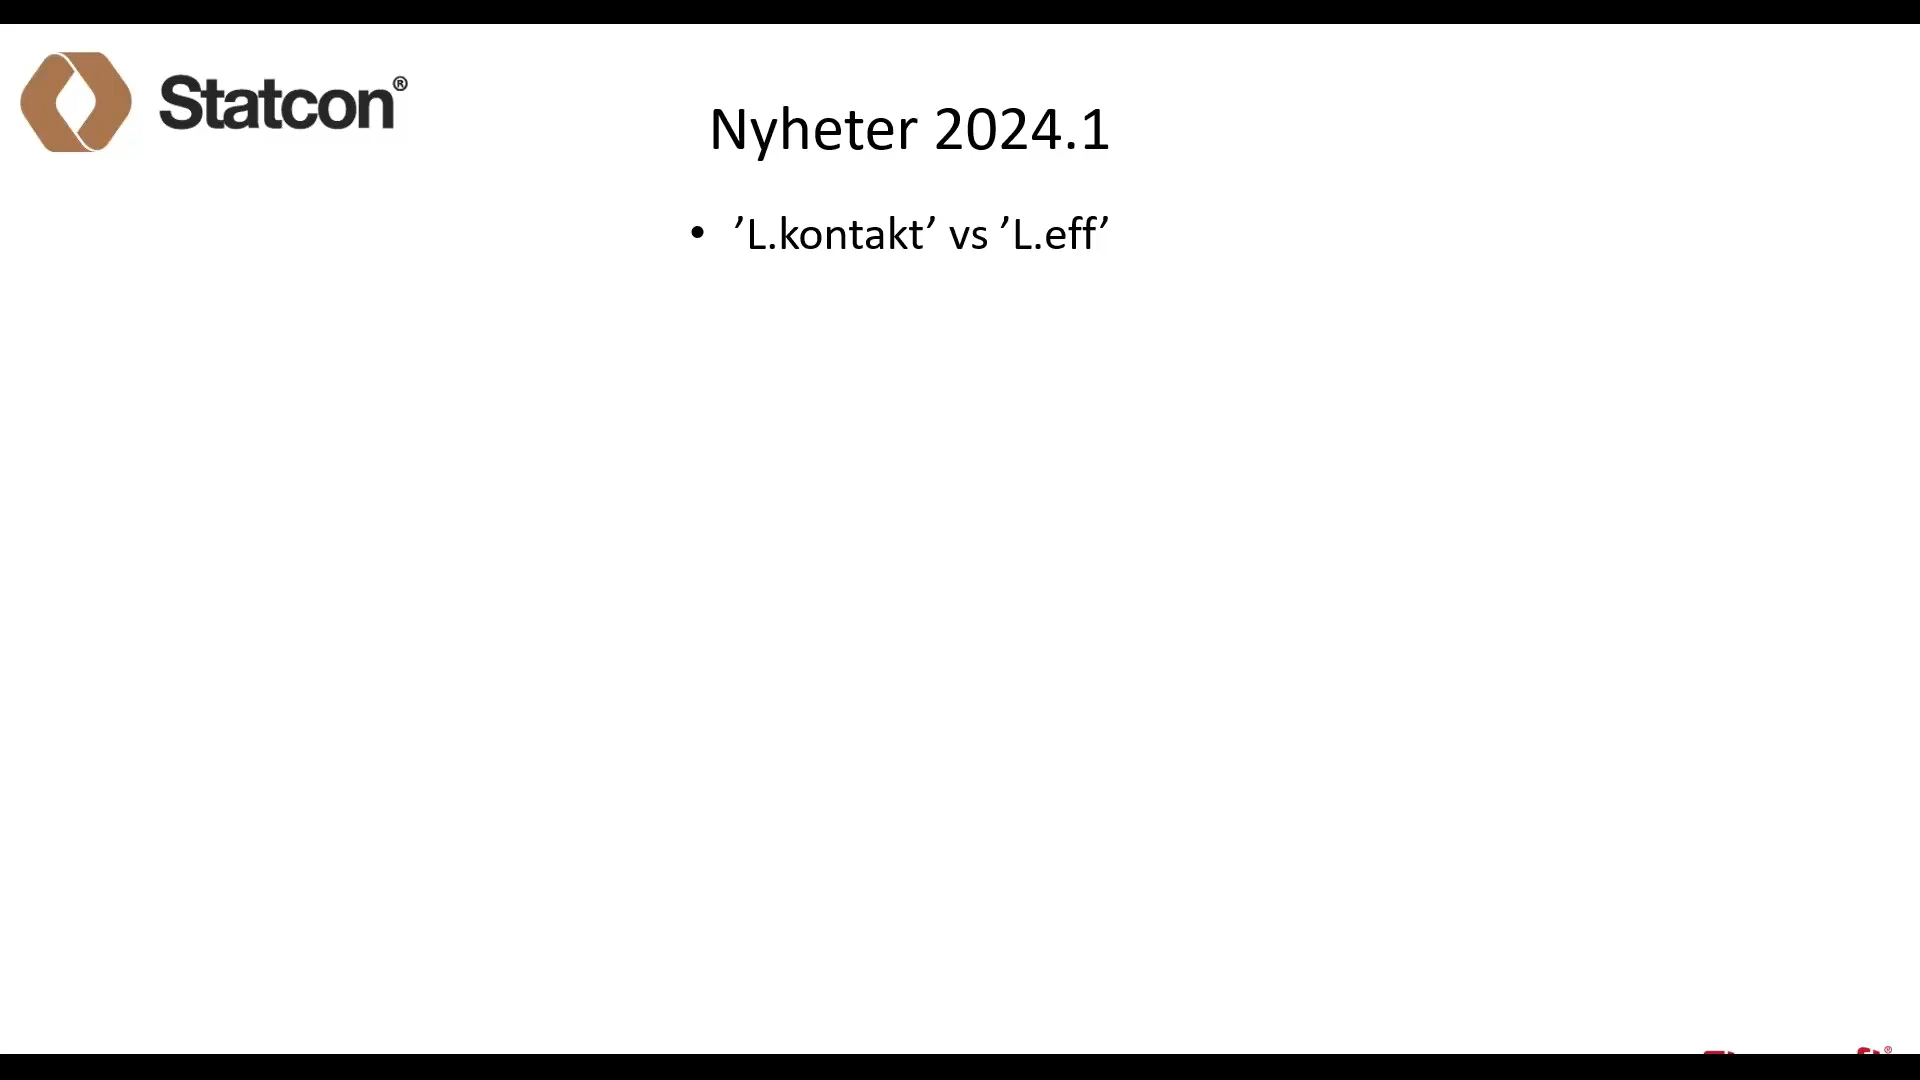 Statcon®
Nyheter 2024.1
• ’L.kontakt’ vs ’L.eff’